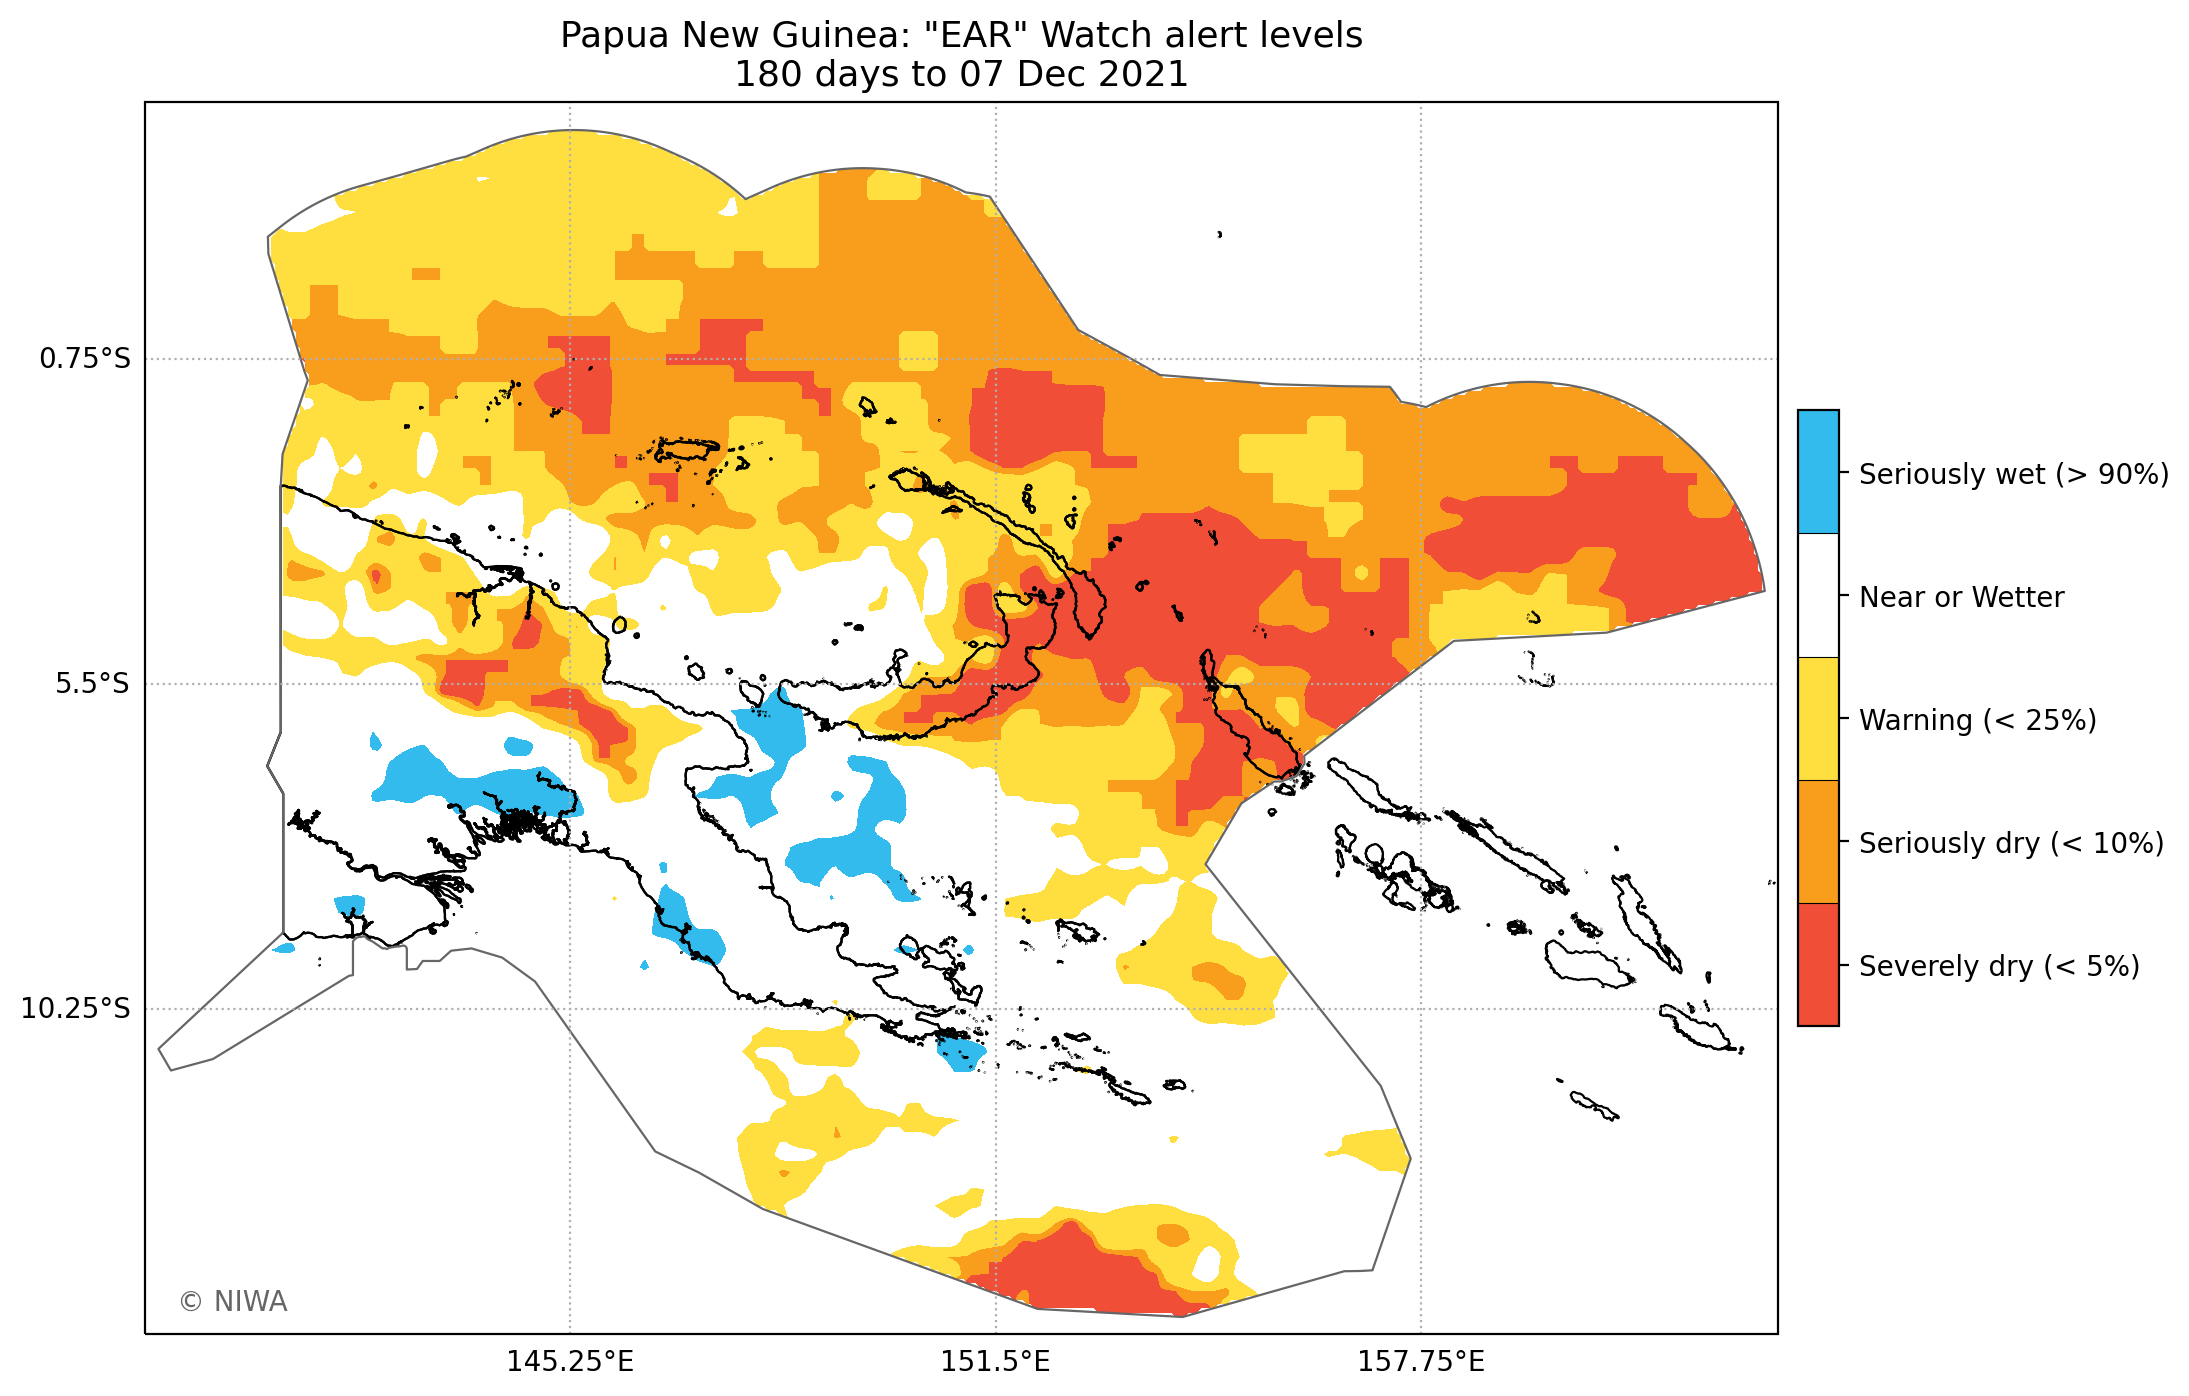 Papua New Guinea: "EAR" Watch alert levels
180 days to 07 Dec 2021
0.75°S
5.5°S
10.25°S
145.25°E
151.5°E
157.75°E
Seriously wet (> 90%)
Near or Wetter
Warning (< 25%)
Seriously dry (< 10%)
Severely dry (< 5%)
© NIWA